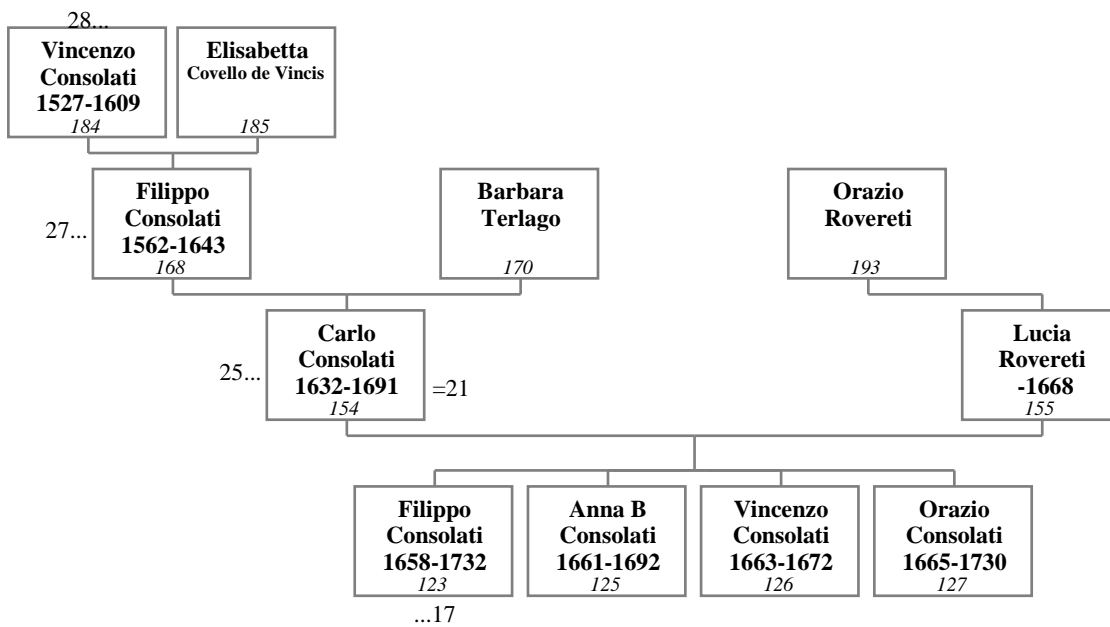 28...
Vincenzo
Consolati
1527-1609
184
Elisabetta
Covello de Vincis
185
27...
Filippo
Consolati
1562-1643
168
Barbara
Terlago
170
Orazio
Rovereti
193
25...
Carlo
Consolati
1632-1691
154
=21
Lucia
Rovereti
-1668
155
Filippo
Consolati
1658-1732
123
...17
Anna B
Consolati
1661-1692
125
Vincenzo
Consolati
1663-1672
126
Orazio
Consolati
1665-1730
127